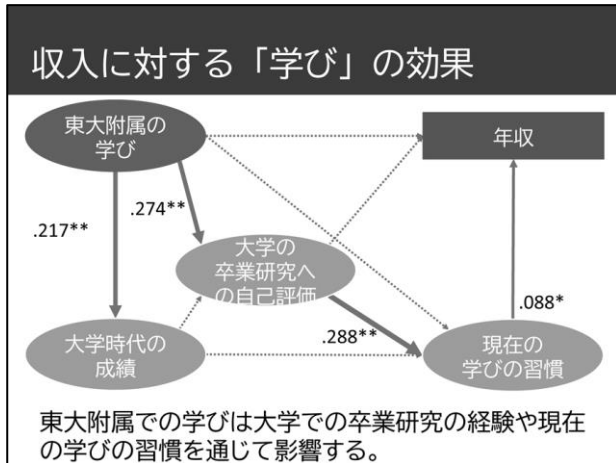 収入に対する「学び」の効果
東大附属の
学び
年収
.217**
.274**
大学の
卒業研究へ
の自己評価
.288**
.088*
大学時代の
成績
現在の
学びの習慣
東大附属での学びは大学での卒業研究の経験や現在
の学びの習慣を通じて影響する。